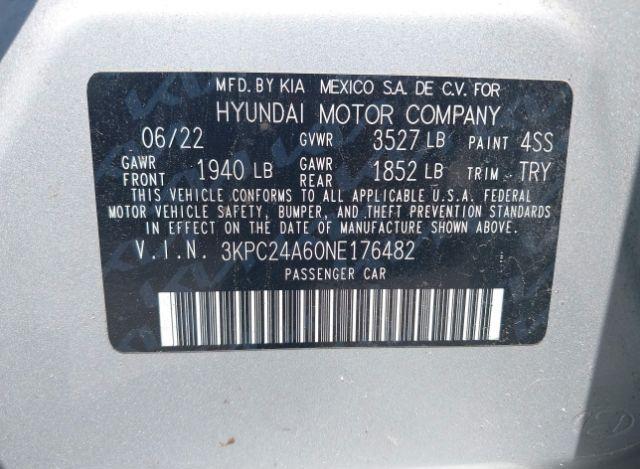 MFD. BY KIA MEXICO S.A. DE C.V. FOR
HYUNDAI MOTOR COMPANY
06/22 GVWR 3527 LB PAINT 4SS
GAWR FRONT 1940 LB GAWR REAR 1852 LB TRIM TRY
THIS VEHICLE CONFORMS TO ALL APPLICABLE U.S.A. FEDERAL
MOTOR VEHICLE SAFETY, BUMPER, AND THEFT PREVENTION STANDARDS
IN EFFECT ON THE DATE OF MANUFACTURE SHOWN ABOVE.
V.I.N. 3KPC24A60NE176482
PASSENGER CAR